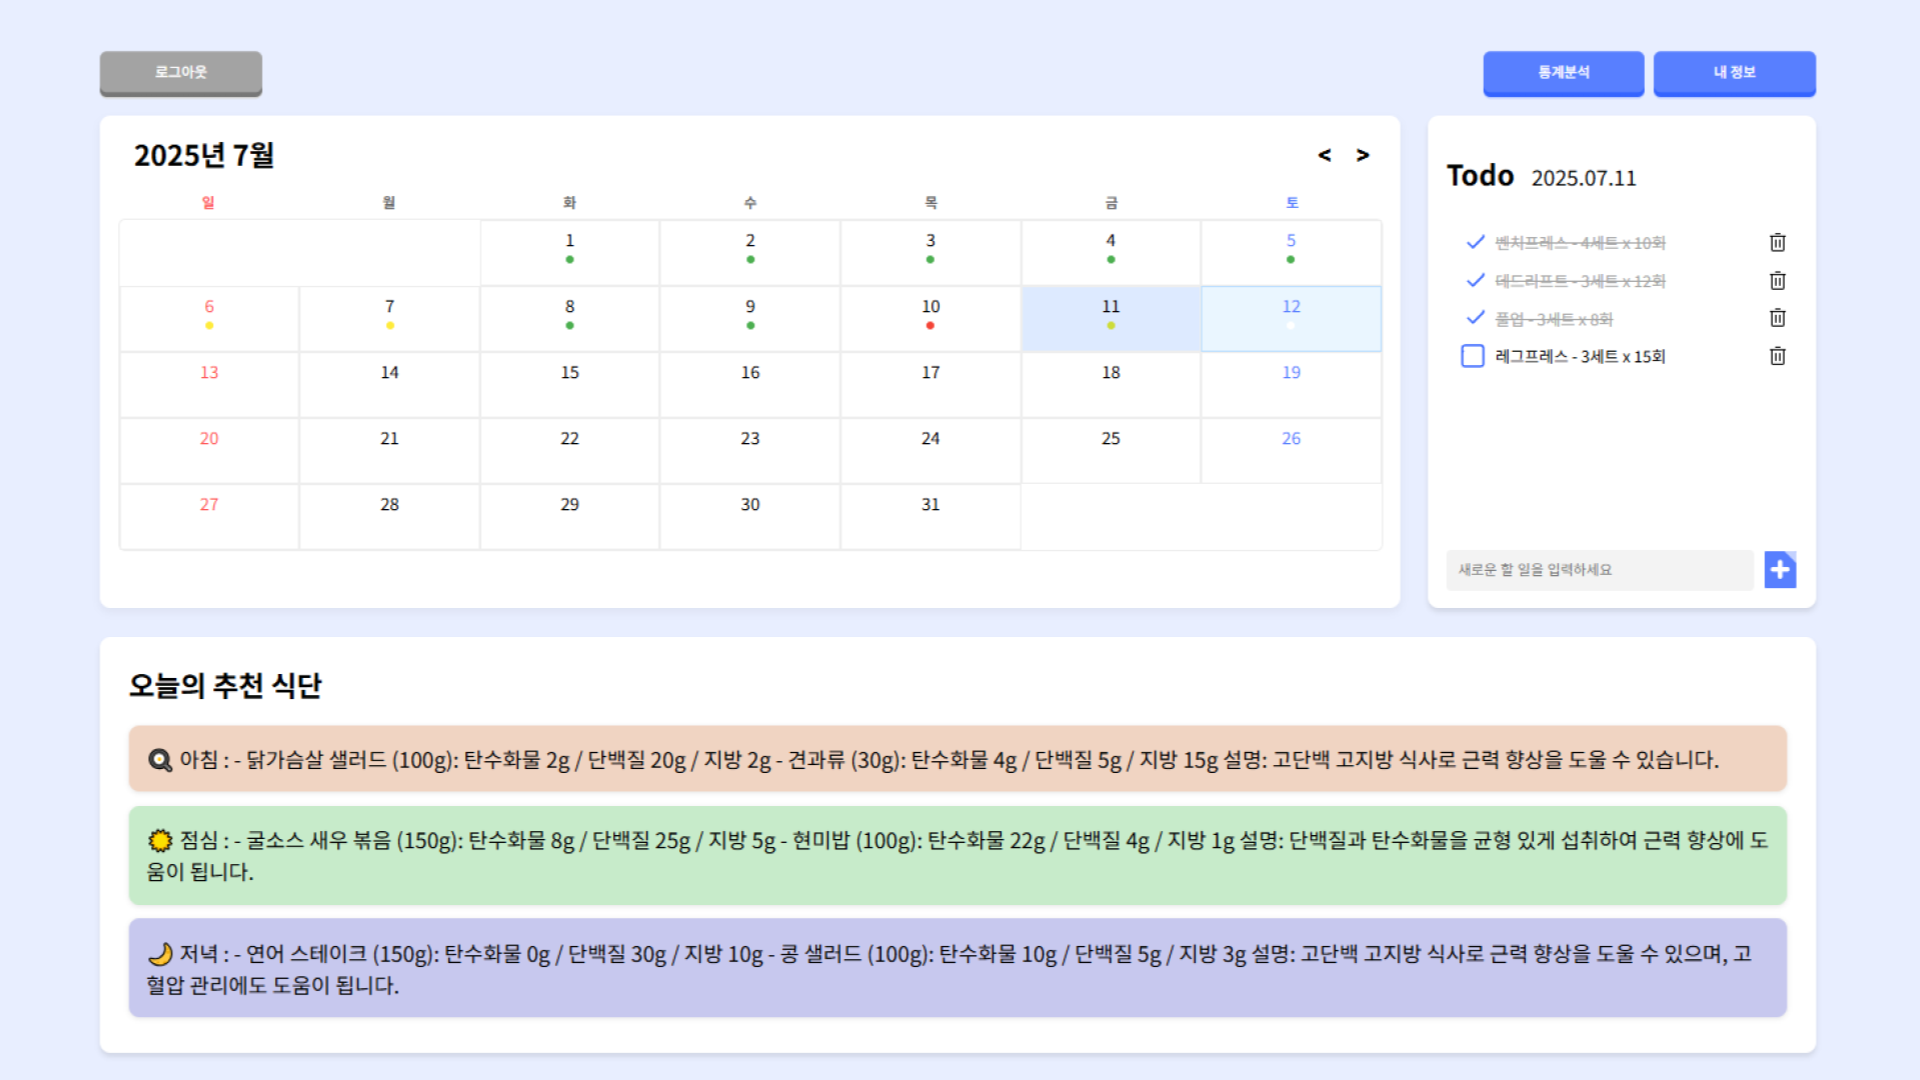 로그아웃
통계분석
내 정보
2025년 7월
< >
일 월 화 수 목 금 토
1 2 3 4 5
6 7 8 9 10 11 12
13 14 15 16 17 18 19
20 21 22 23 24 25 26
27 28 29 30 31
Todo 2025.07.11
벤치프레스 - 4세트 x 10회
데드리프트 - 3세트 x 12회
풀업 - 3세트 x 8회
레그프레스 - 3세트 x 15회
새로운 할 일을 입력하세요
오늘의 추천 식단
아침 : - 닭가슴살 샐러드 (100g): 탄수화물 2g / 단백질 20g / 지방 2g - 견과류 (30g): 탄수화물 4g / 단백질 5g / 지방 15g 설명: 고단백 고지방 식사로 근력 향상을 도울 수 있습니다.
점심 : - 굴소스 새우 볶음 (150g): 탄수화물 8g / 단백질 25g / 지방 5g - 현미밥 (100g): 탄수화물 22g / 단백질 4g / 지방 1g 설명: 단백질과 탄수화물을 균형 있게 섭취하여 근력 향상에 도
움이 됩니다.
저녁 : - 연어 스테이크 (150g): 탄수화물 0g / 단백질 30g / 지방 10g - 콩 샐러드 (100g): 탄수화물 10g / 단백질 5g / 지방 3g 설명: 고단백 고지방 식사로 근력 향상을 도울 수 있으며, 고
혈압 관리에도 도움이 됩니다.